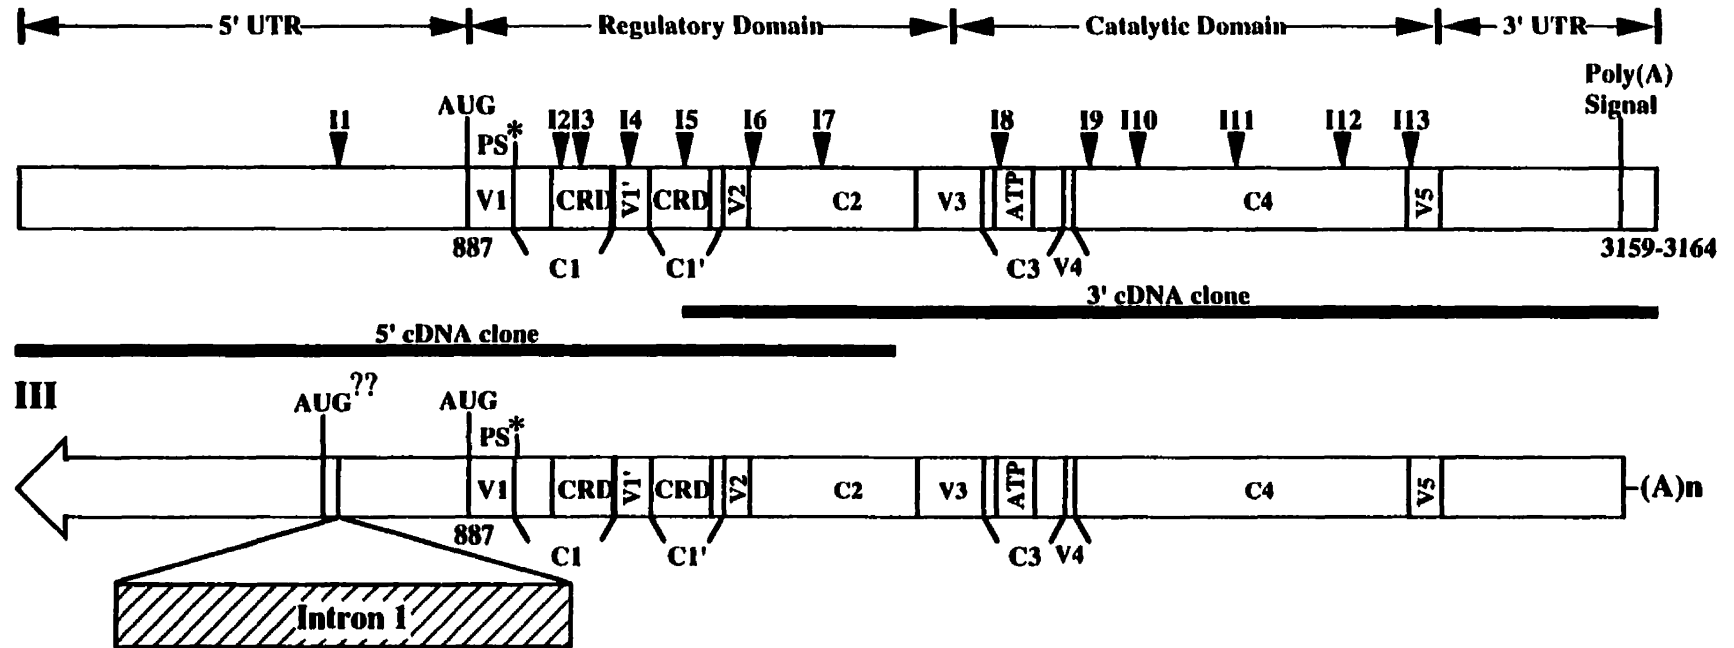 5' UTR Regulatory Domain Catalytic Domain 3' UTR
Poly(A)
Signal
AUG
I1 I2 I3 I4 I5 I6 I7 I8 I9 I10 I11 I12 I13
PS*
V1 CRD V1' CRD V2 C2 V3 ATP C4 V5
887 3159-3164
C1 C1' C3 V4
3' cDNA clone
5' cDNA clone
III
AUG?? AUG
PS*
V1 CRD V1' CRD V2 C2 V3 ATP C4 V5 (A)n
887
C1 C1' C3 V4
Intron 1